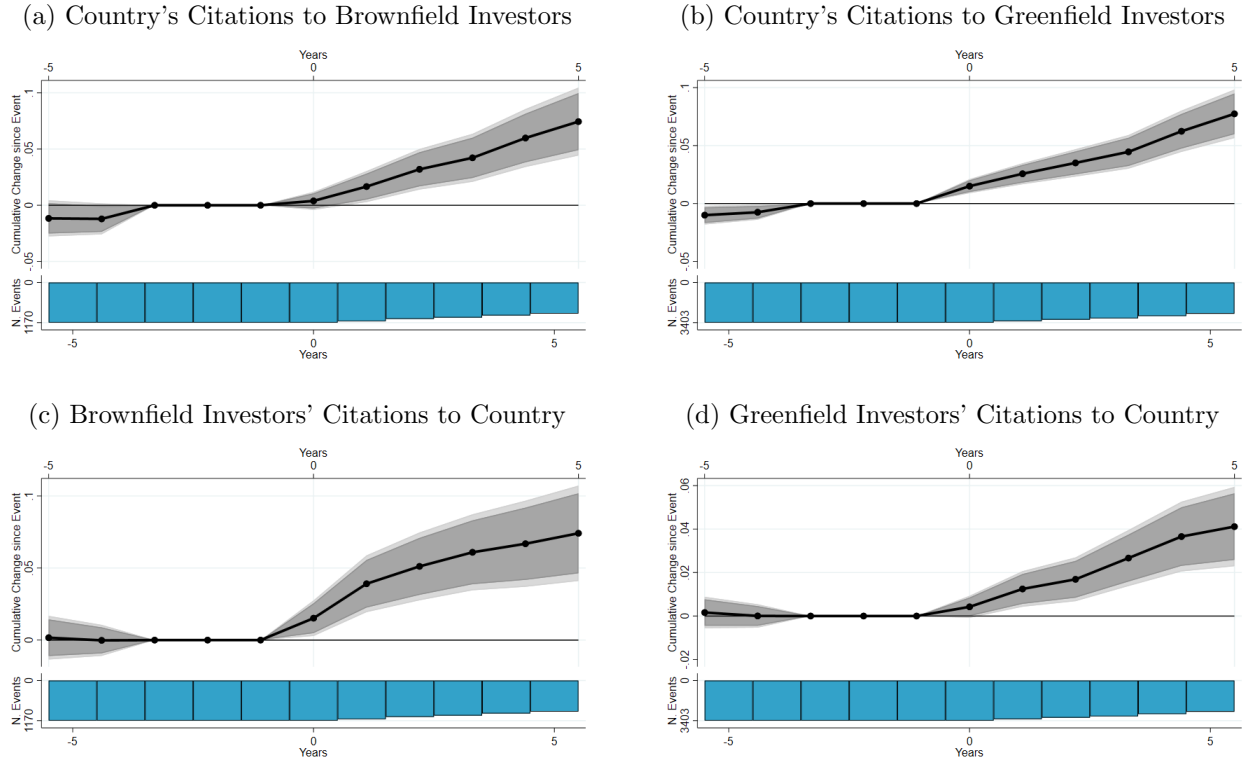 (a) Country's Citations to Brownfield Investors
Years
-5 0 5
Cumulative Change since Event
.1
.05
0
-.05
N. Events
0
1170
-5 0 5
Years
(b) Country's Citations to Greenfield Investors
Years
-5 0 5
Cumulative Change since Event
.1
.05
0
-.05
N. Events
0
3403
-5 0 5
Years
(c) Brownfield Investors' Citations to Country
Years
-5 0 5
Cumulative Change since Event
.1
.05
0
N. Events
0
1170
-5 0 5
Years
(d) Greenfield Investors' Citations to Country
Years
-5 0 5
Cumulative Change since Event
.06
.04
.02
0
-.02
N. Events
0
3403
-5 0 5
Years